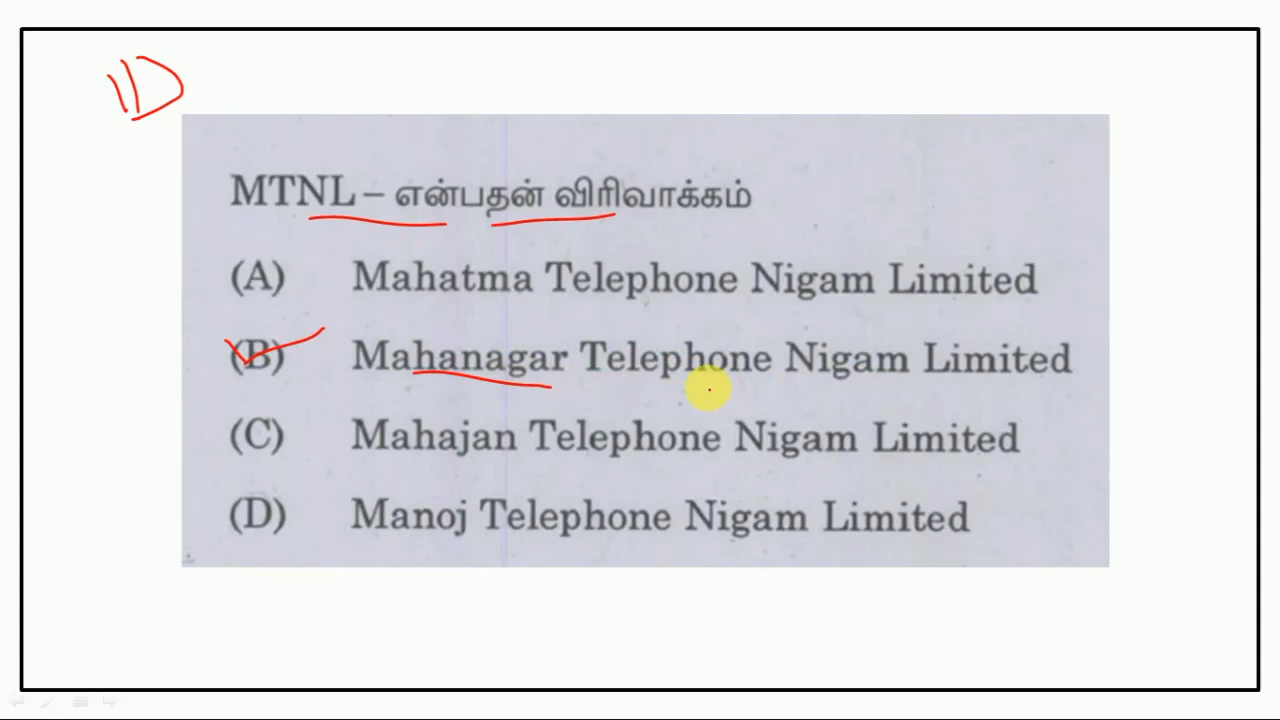 MTNL – என்பதன் விரிவாக்கம்
(A) Mahatma Telephone Nigam Limited
(B) Mahanagar Telephone Nigam Limited
(C) Mahajan Telephone Nigam Limited
(D) Manoj Telephone Nigam Limited